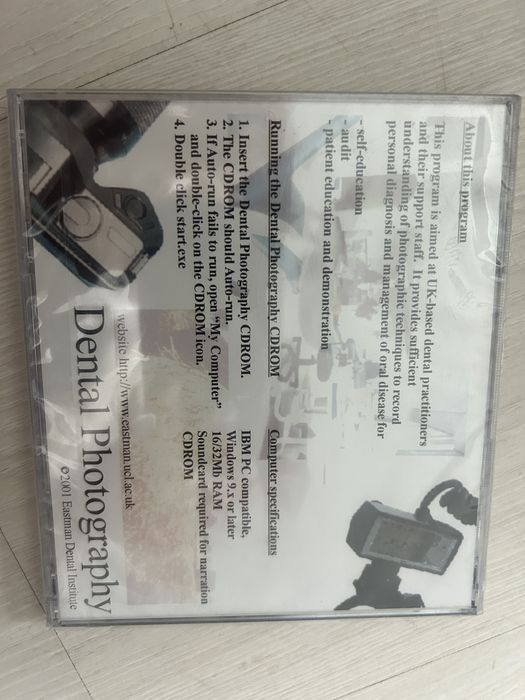 About this program
This program is aimed at UK-based dental practitioners
and their support staff. It provides sufficient
understanding of photographic techniques to record
personal diagnosis and management of oral disease for
- self-education
- audit
- patient education and demonstration
Running the Dental Photography CDROM
1. Insert the Dental Photography CDROM.
2. The CDROM should Auto-run.
3. If Auto-run fails to run, open “My Computer”
and double-click on the CDROM icon.
4. Double click start.exe
Computer specifications
IBM PC compatible,
Windows 9.x or later
16/32Mb RAM
Soundcard required for narration
CDROM
website http://www.eastman.ucl.ac.uk
Dental Photography
©2001 Eastman Dental Institute